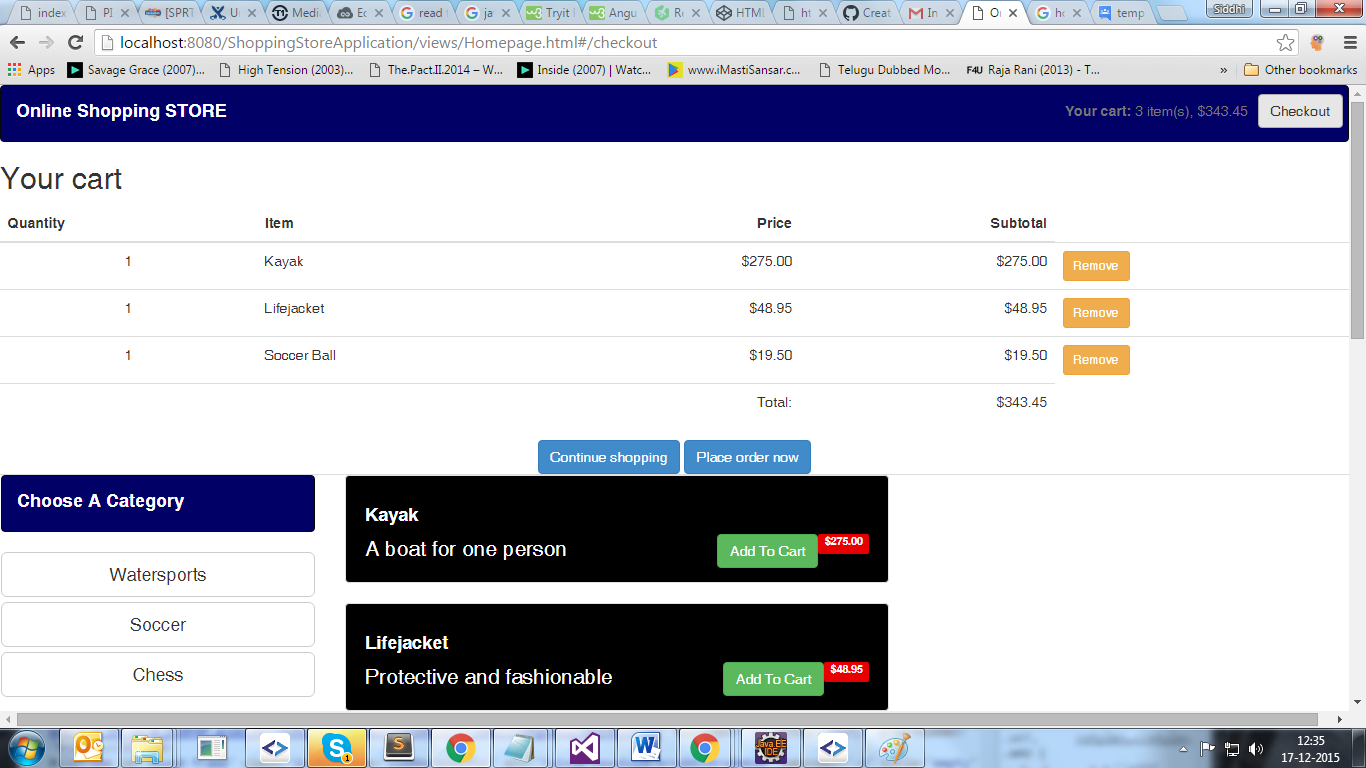 index
PI
[SPRT
U
Medi
Ec
read
ja
Tryit
Angu
Re
HTML
ht
Creat
In
O
ho
temp
Siddhi
localhost:8080/ShoppingStoreApplication/views/Homepage.html#/checkout
Apps
Savage Grace (2007)...
High Tension (2003)...
The.Pact.II.2014 – W...
Inside (2007) | Watc...
www.iMastiSansar.c...
Telugu Dubbed Mo...
F4U Raja Rani (2013) - T...
»
Other bookmarks
Online Shopping STORE
Your cart: 3 item(s), $343.45
Checkout
Your cart
Quantity Item Price Subtotal
1 Kayak $275.00 $275.00 Remove
1 Lifejacket $48.95 $48.95 Remove
1 Soccer Ball $19.50 $19.50 Remove
Total: $343.45
Continue shopping
Place order now
Choose A Category
Watersports
Soccer
Chess
Kayak
A boat for one person
Add To Cart
$275.00
Lifejacket
Protective and fashionable
Add To Cart
$48.95
12:35
17-12-2015